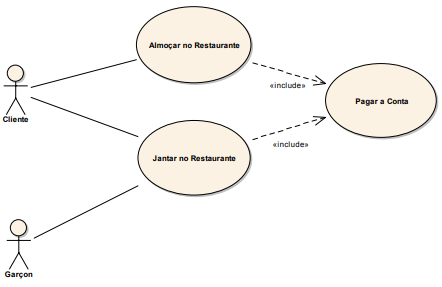 Almoçar no Restaurante
«include»
Pagar a Conta
Cliente
Jantar no Restaurante
«include»
Garçon